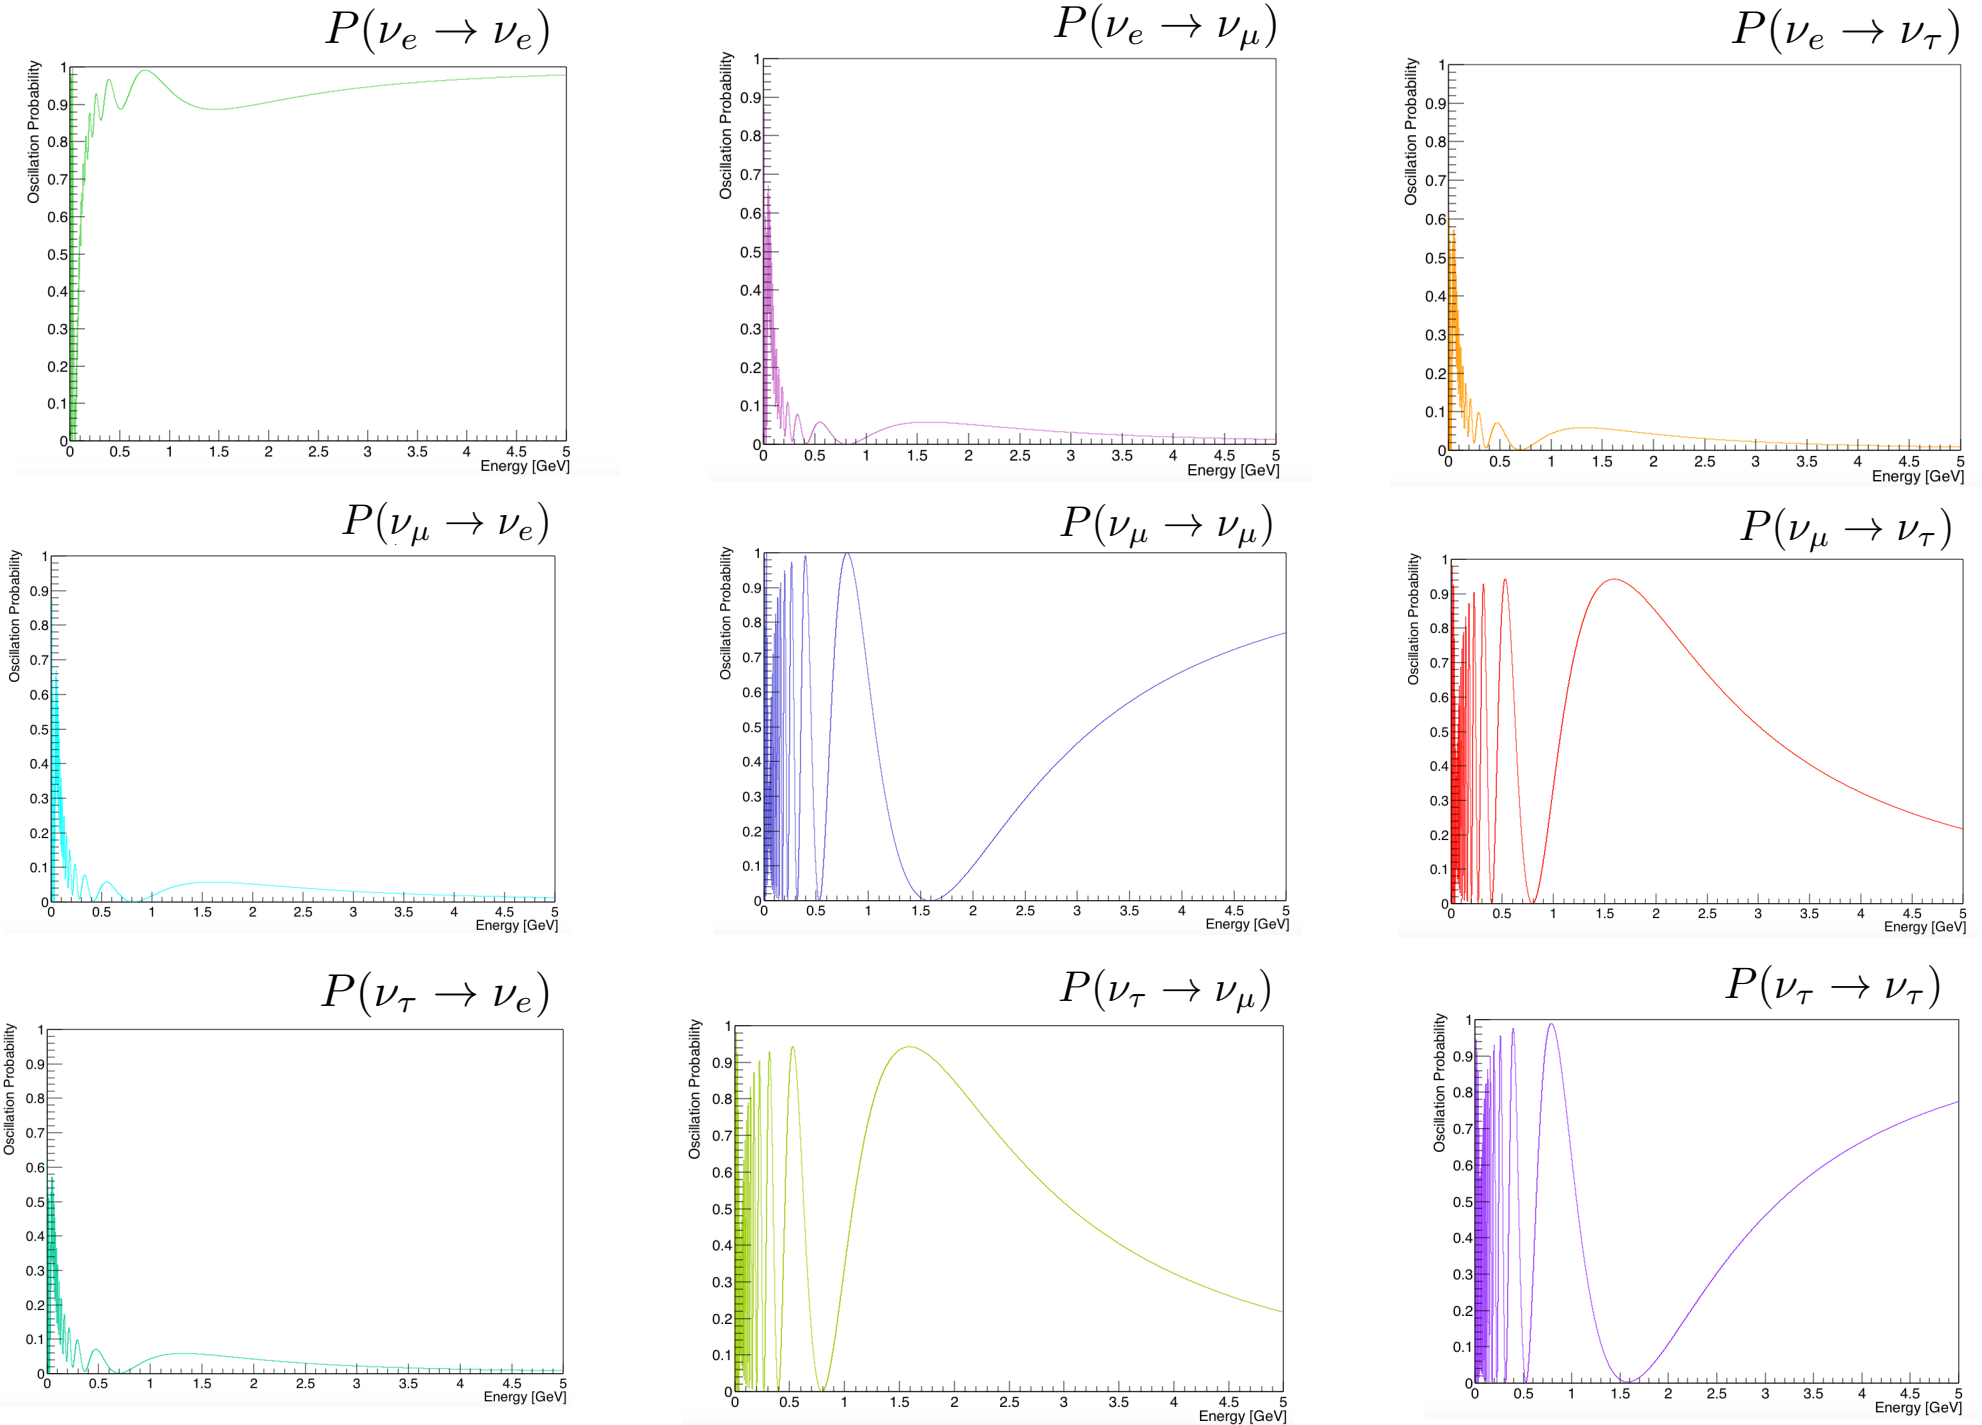 P(νe → νe)
P(νe → νμ)
P(νe → ντ)
Oscillation Probability
1
0.9
0.8
0.7
0.6
0.5
0.4
0.3
0.2
0.1
0
0 0.5 1 1.5 2 2.5 3 3.5 4 4.5 5
Energy [GeV]
Oscillation Probability
1
0.9
0.8
0.7
0.6
0.5
0.4
0.3
0.2
0.1
0
0 0.5 1 1.5 2 2.5 3 3.5 4 4.5 5
Energy [GeV]
Oscillation Probability
1
0.9
0.8
0.7
0.6
0.5
0.4
0.3
0.2
0.1
0
0 0.5 1 1.5 2 2.5 3 3.5 4 4.5 5
Energy [GeV]
P(νμ → νe)
P(νμ → νμ)
P(νμ → ντ)
Oscillation Probability
1
0.9
0.8
0.7
0.6
0.5
0.4
0.3
0.2
0.1
0
0 0.5 1 1.5 2 2.5 3 3.5 4 4.5 5
Energy [GeV]
Oscillation Probability
1
0.9
0.8
0.7
0.6
0.5
0.4
0.3
0.2
0.1
0
0 0.5 1 1.5 2 2.5 3 3.5 4 4.5 5
Energy [GeV]
Oscillation Probability
1
0.9
0.8
0.7
0.6
0.5
0.4
0.3
0.2
0.1
0
0 0.5 1 1.5 2 2.5 3 3.5 4 4.5 5
Energy [GeV]
P(ντ → νe)
P(ντ → νμ)
P(ντ → ντ)
Oscillation Probability
1
0.9
0.8
0.7
0.6
0.5
0.4
0.3
0.2
0.1
0
0 0.5 1 1.5 2 2.5 3 3.5 4 4.5 5
Energy [GeV]
Oscillation Probability
1
0.9
0.8
0.7
0.6
0.5
0.4
0.3
0.2
0.1
0
0 0.5 1 1.5 2 2.5 3 3.5 4 4.5 5
Energy [GeV]
Oscillation Probability
1
0.9
0.8
0.7
0.6
0.5
0.4
0.3
0.2
0.1
0
0 0.5 1 1.5 2 2.5 3 3.5 4 4.5 5
Energy [GeV]